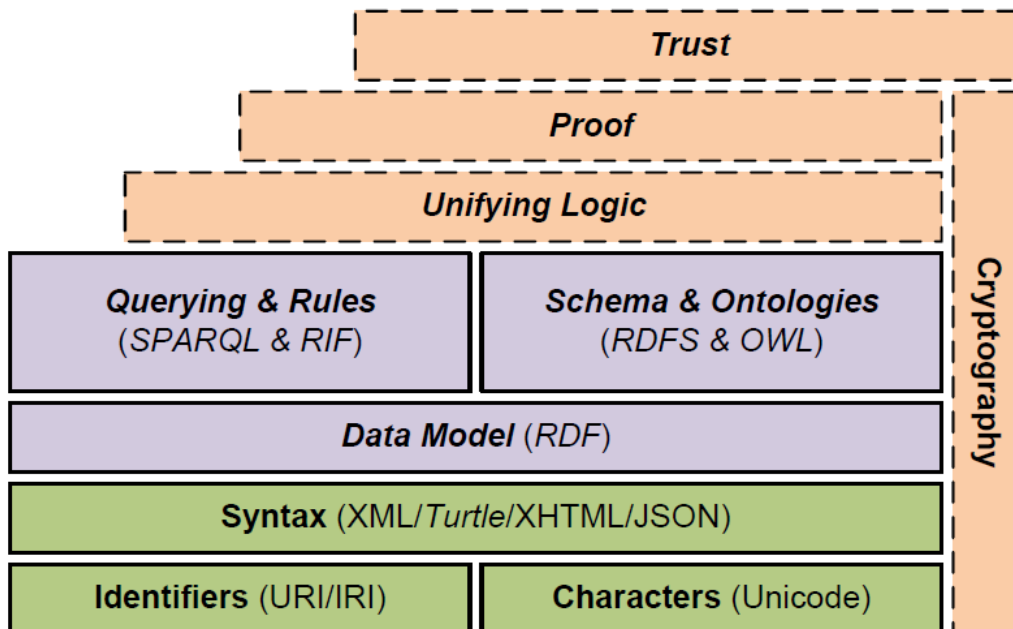 Trust
Proof
Unifying Logic
Querying & Rules
(SPARQL & RIF)
Schema & Ontologies
(RDFS & OWL)
Data Model (RDF)
Syntax (XML/Turtle/XHTML/JSON)
Identifiers (URI/IRI)
Characters (Unicode)
Cryptography